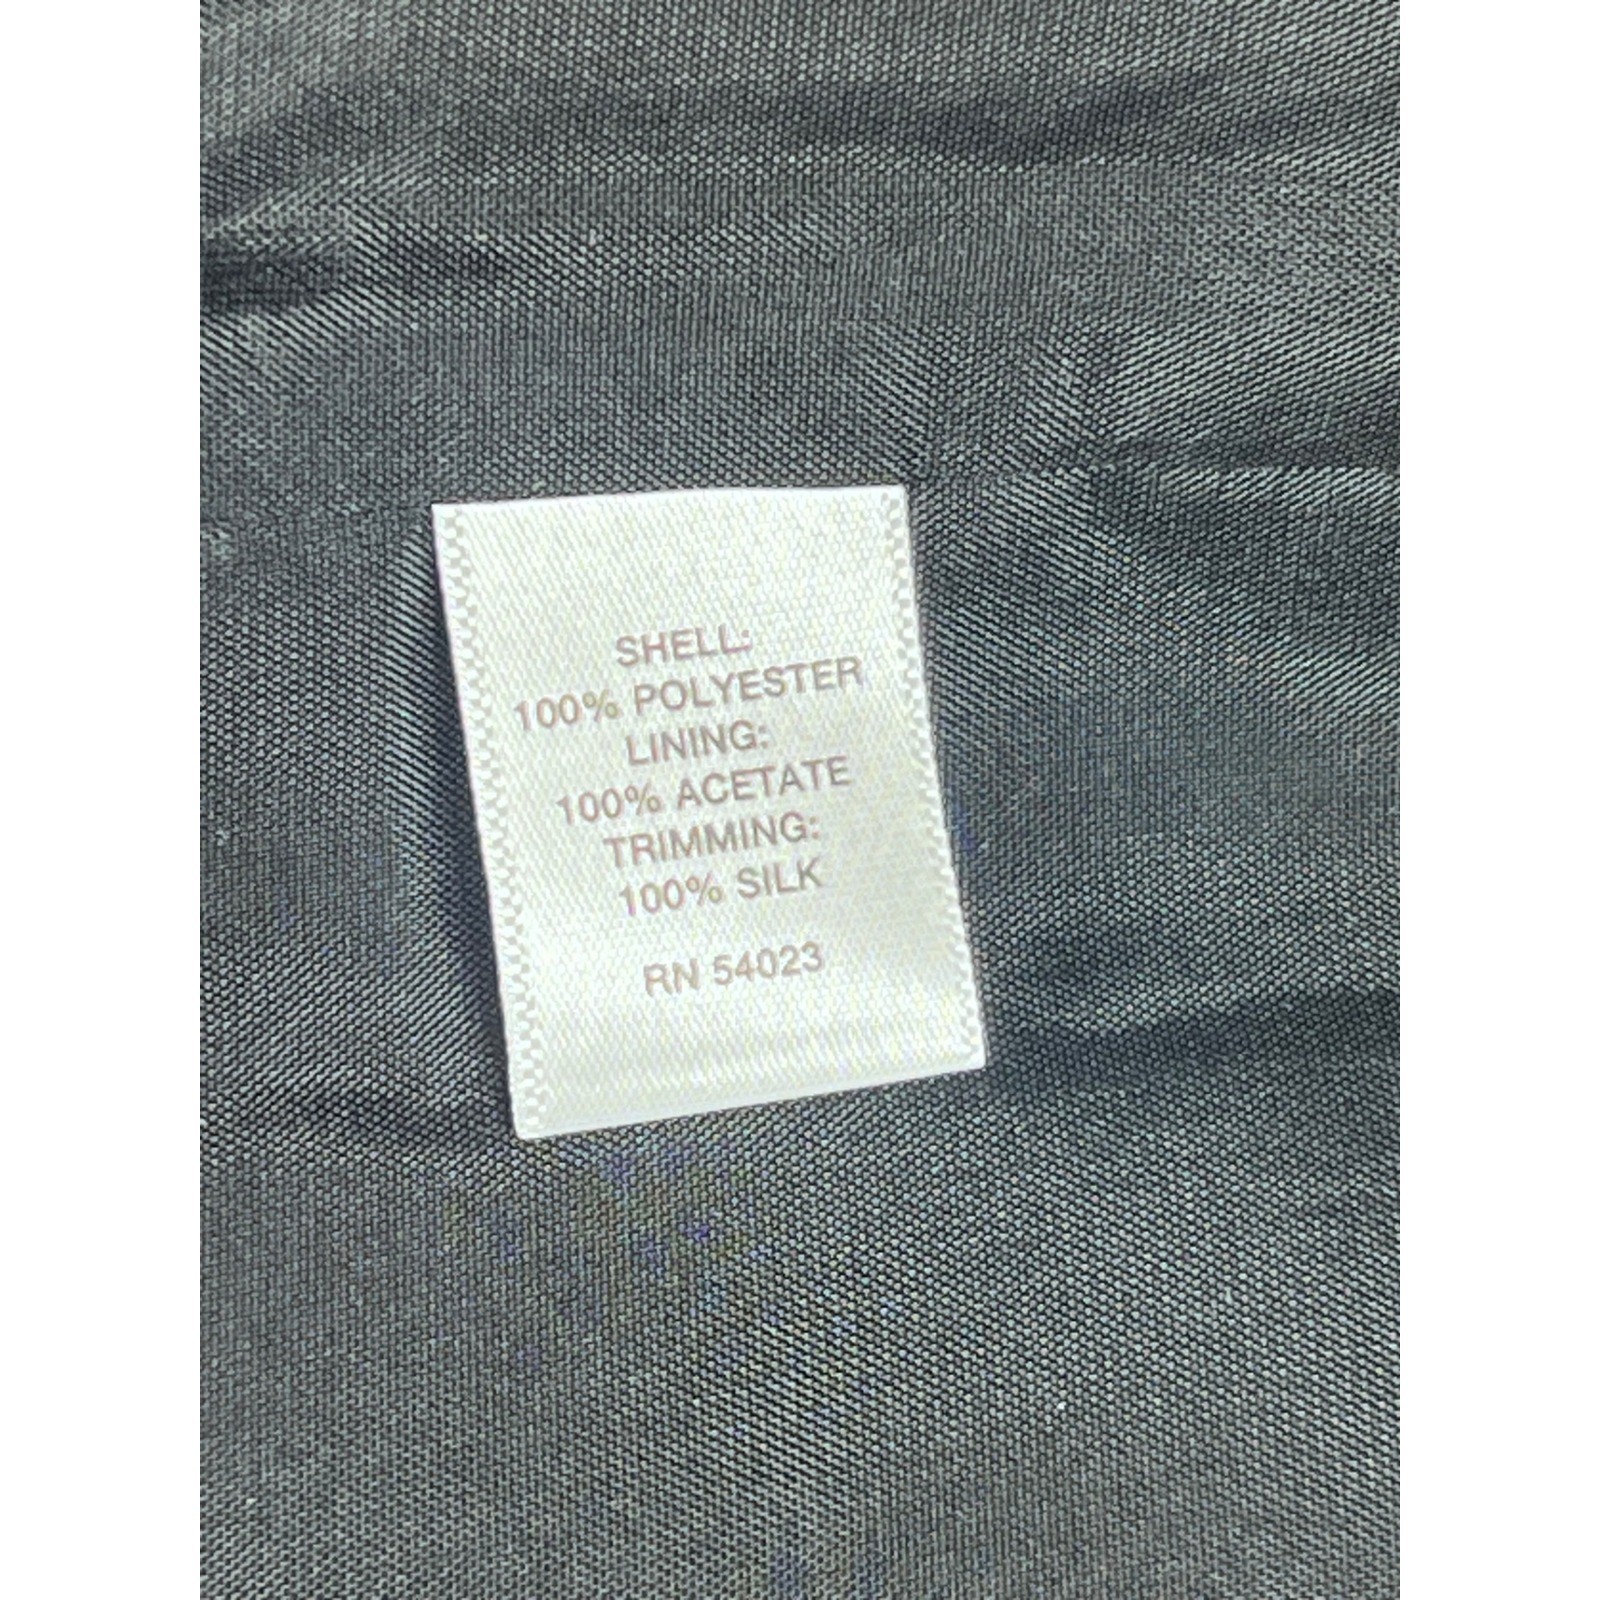 SHELL:
100% POLYESTER
LINING:
100% ACETATE
TRIMMING:
100% SILK
RN 54023